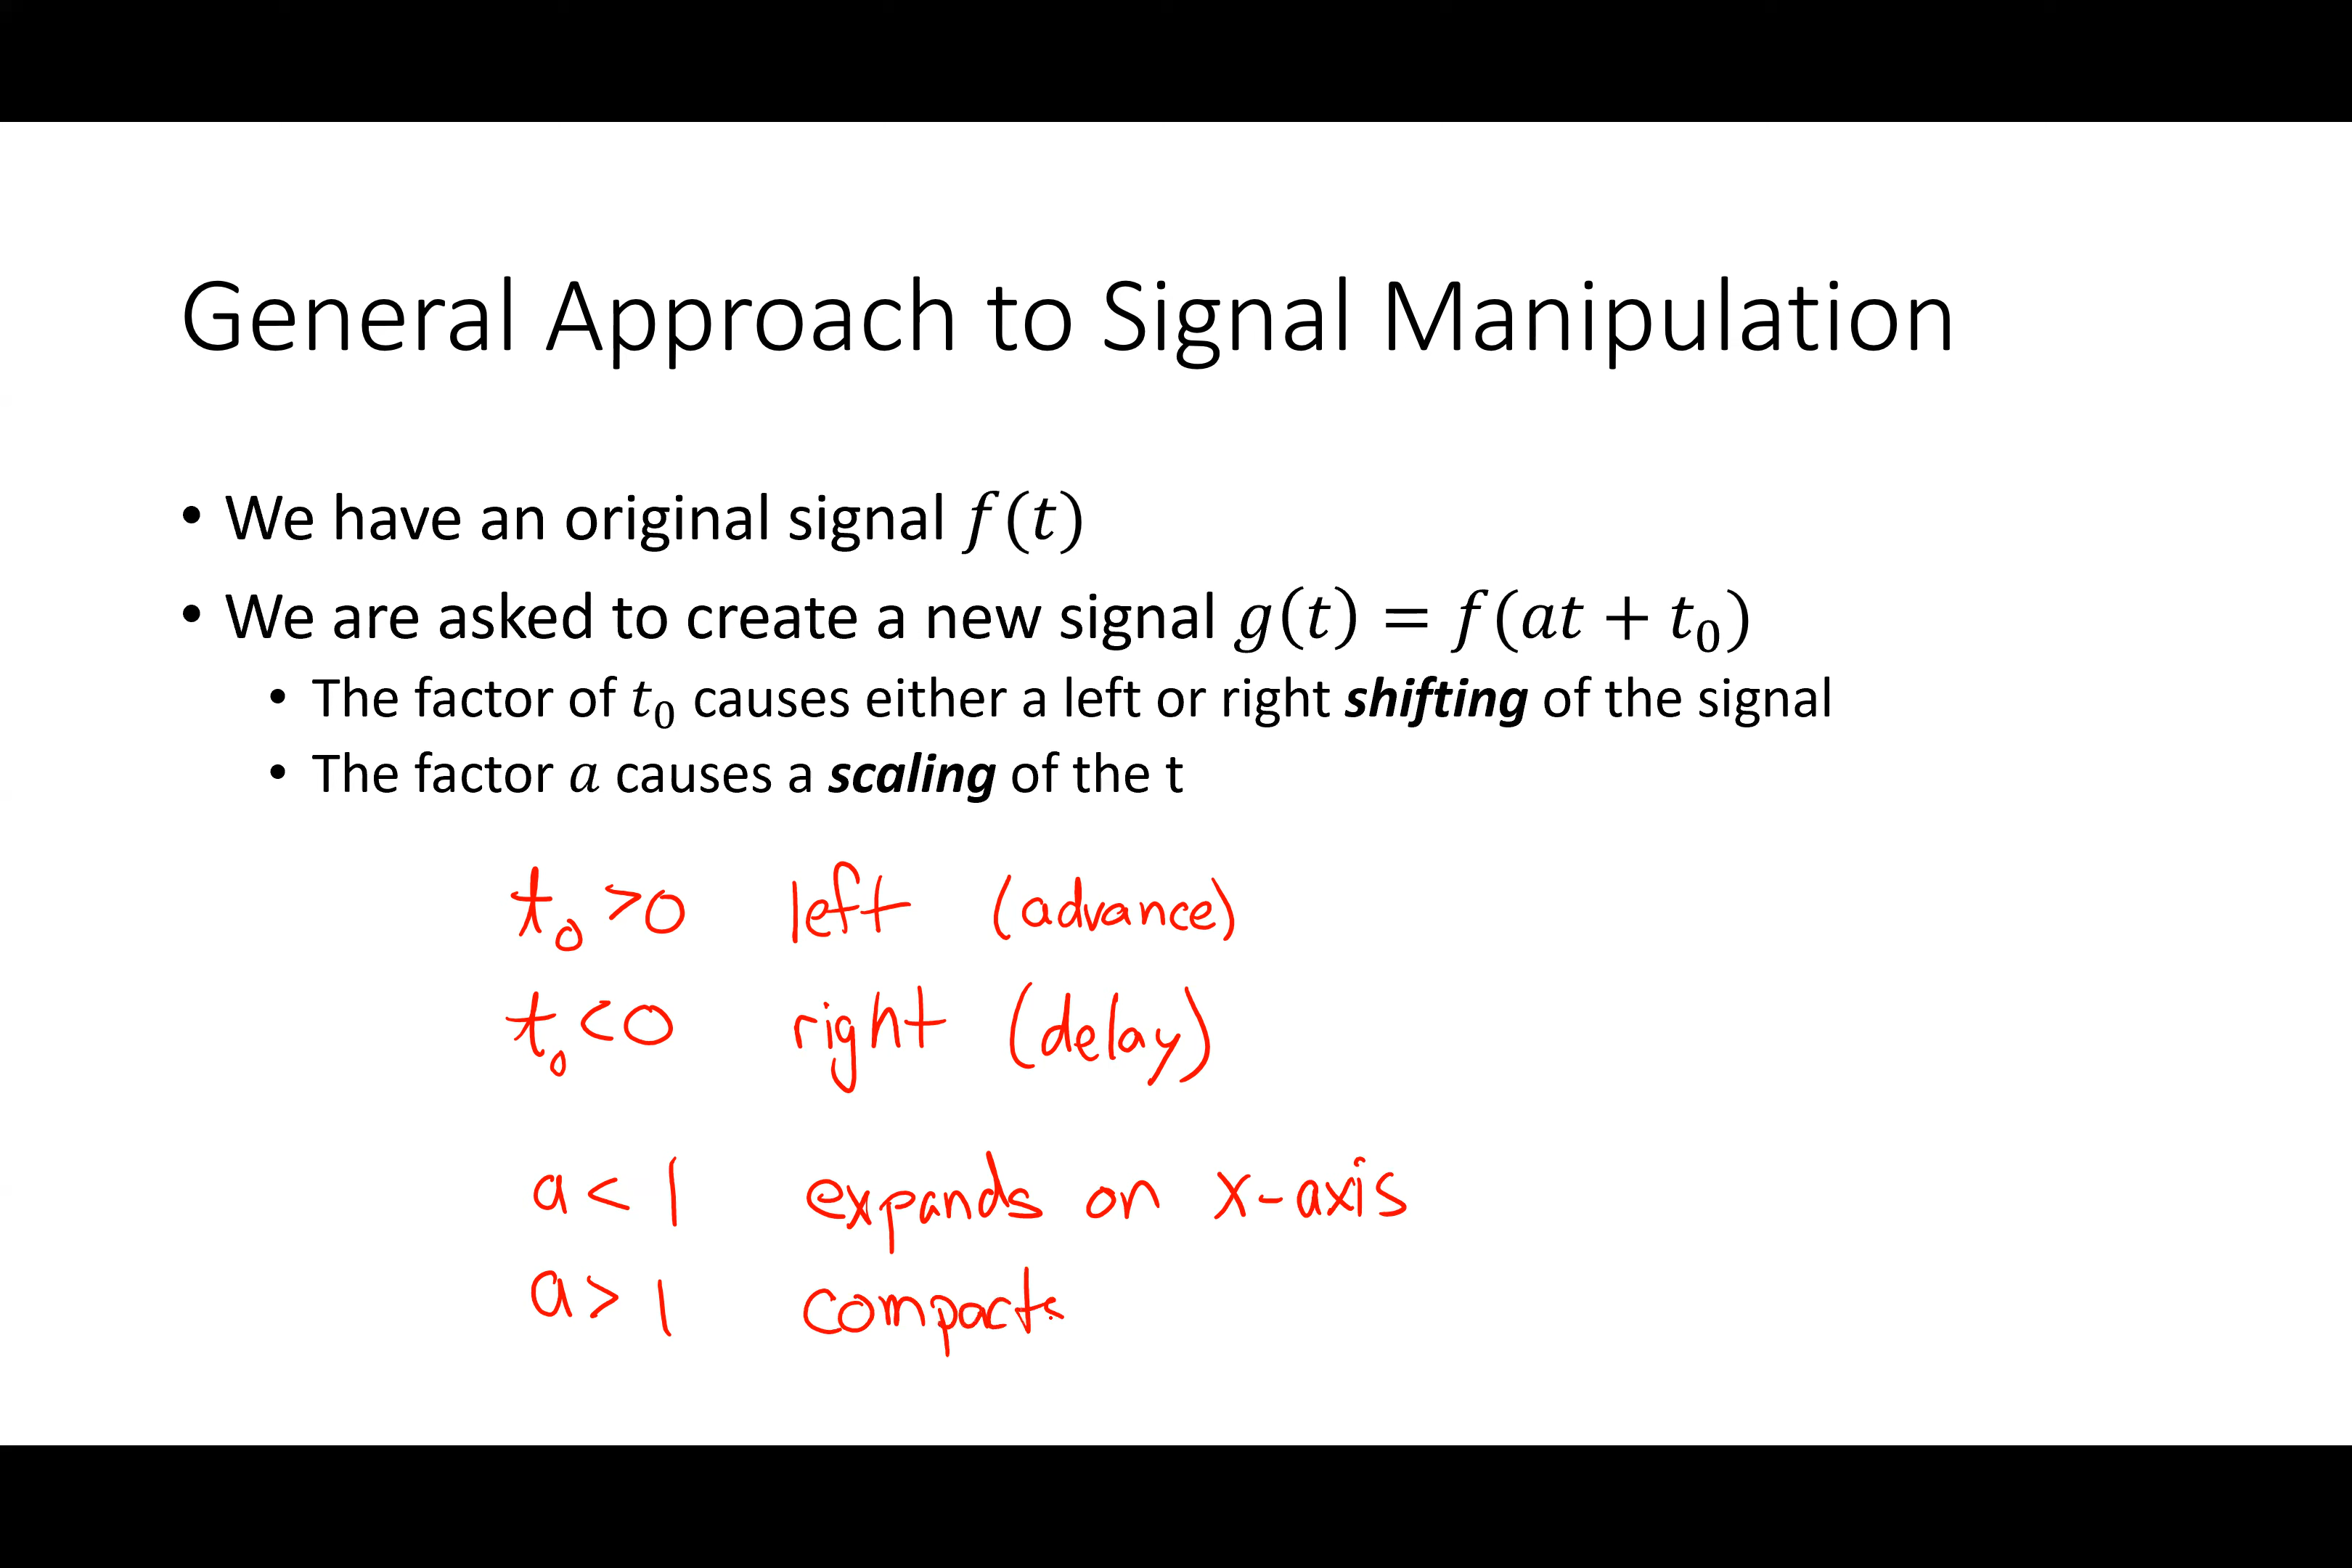 General Approach to Signal Manipulation
• We have an original signal f(t)
• We are asked to create a new signal g(t) = f(at + t₀)
• The factor of t₀ causes either a left or right shifting of the signal
• The factor a causes a scaling of the t
t₀ >0 left (advance)
t₀ <0 right (delay)
a < 1 expands on x-axis
a > 1 compacts